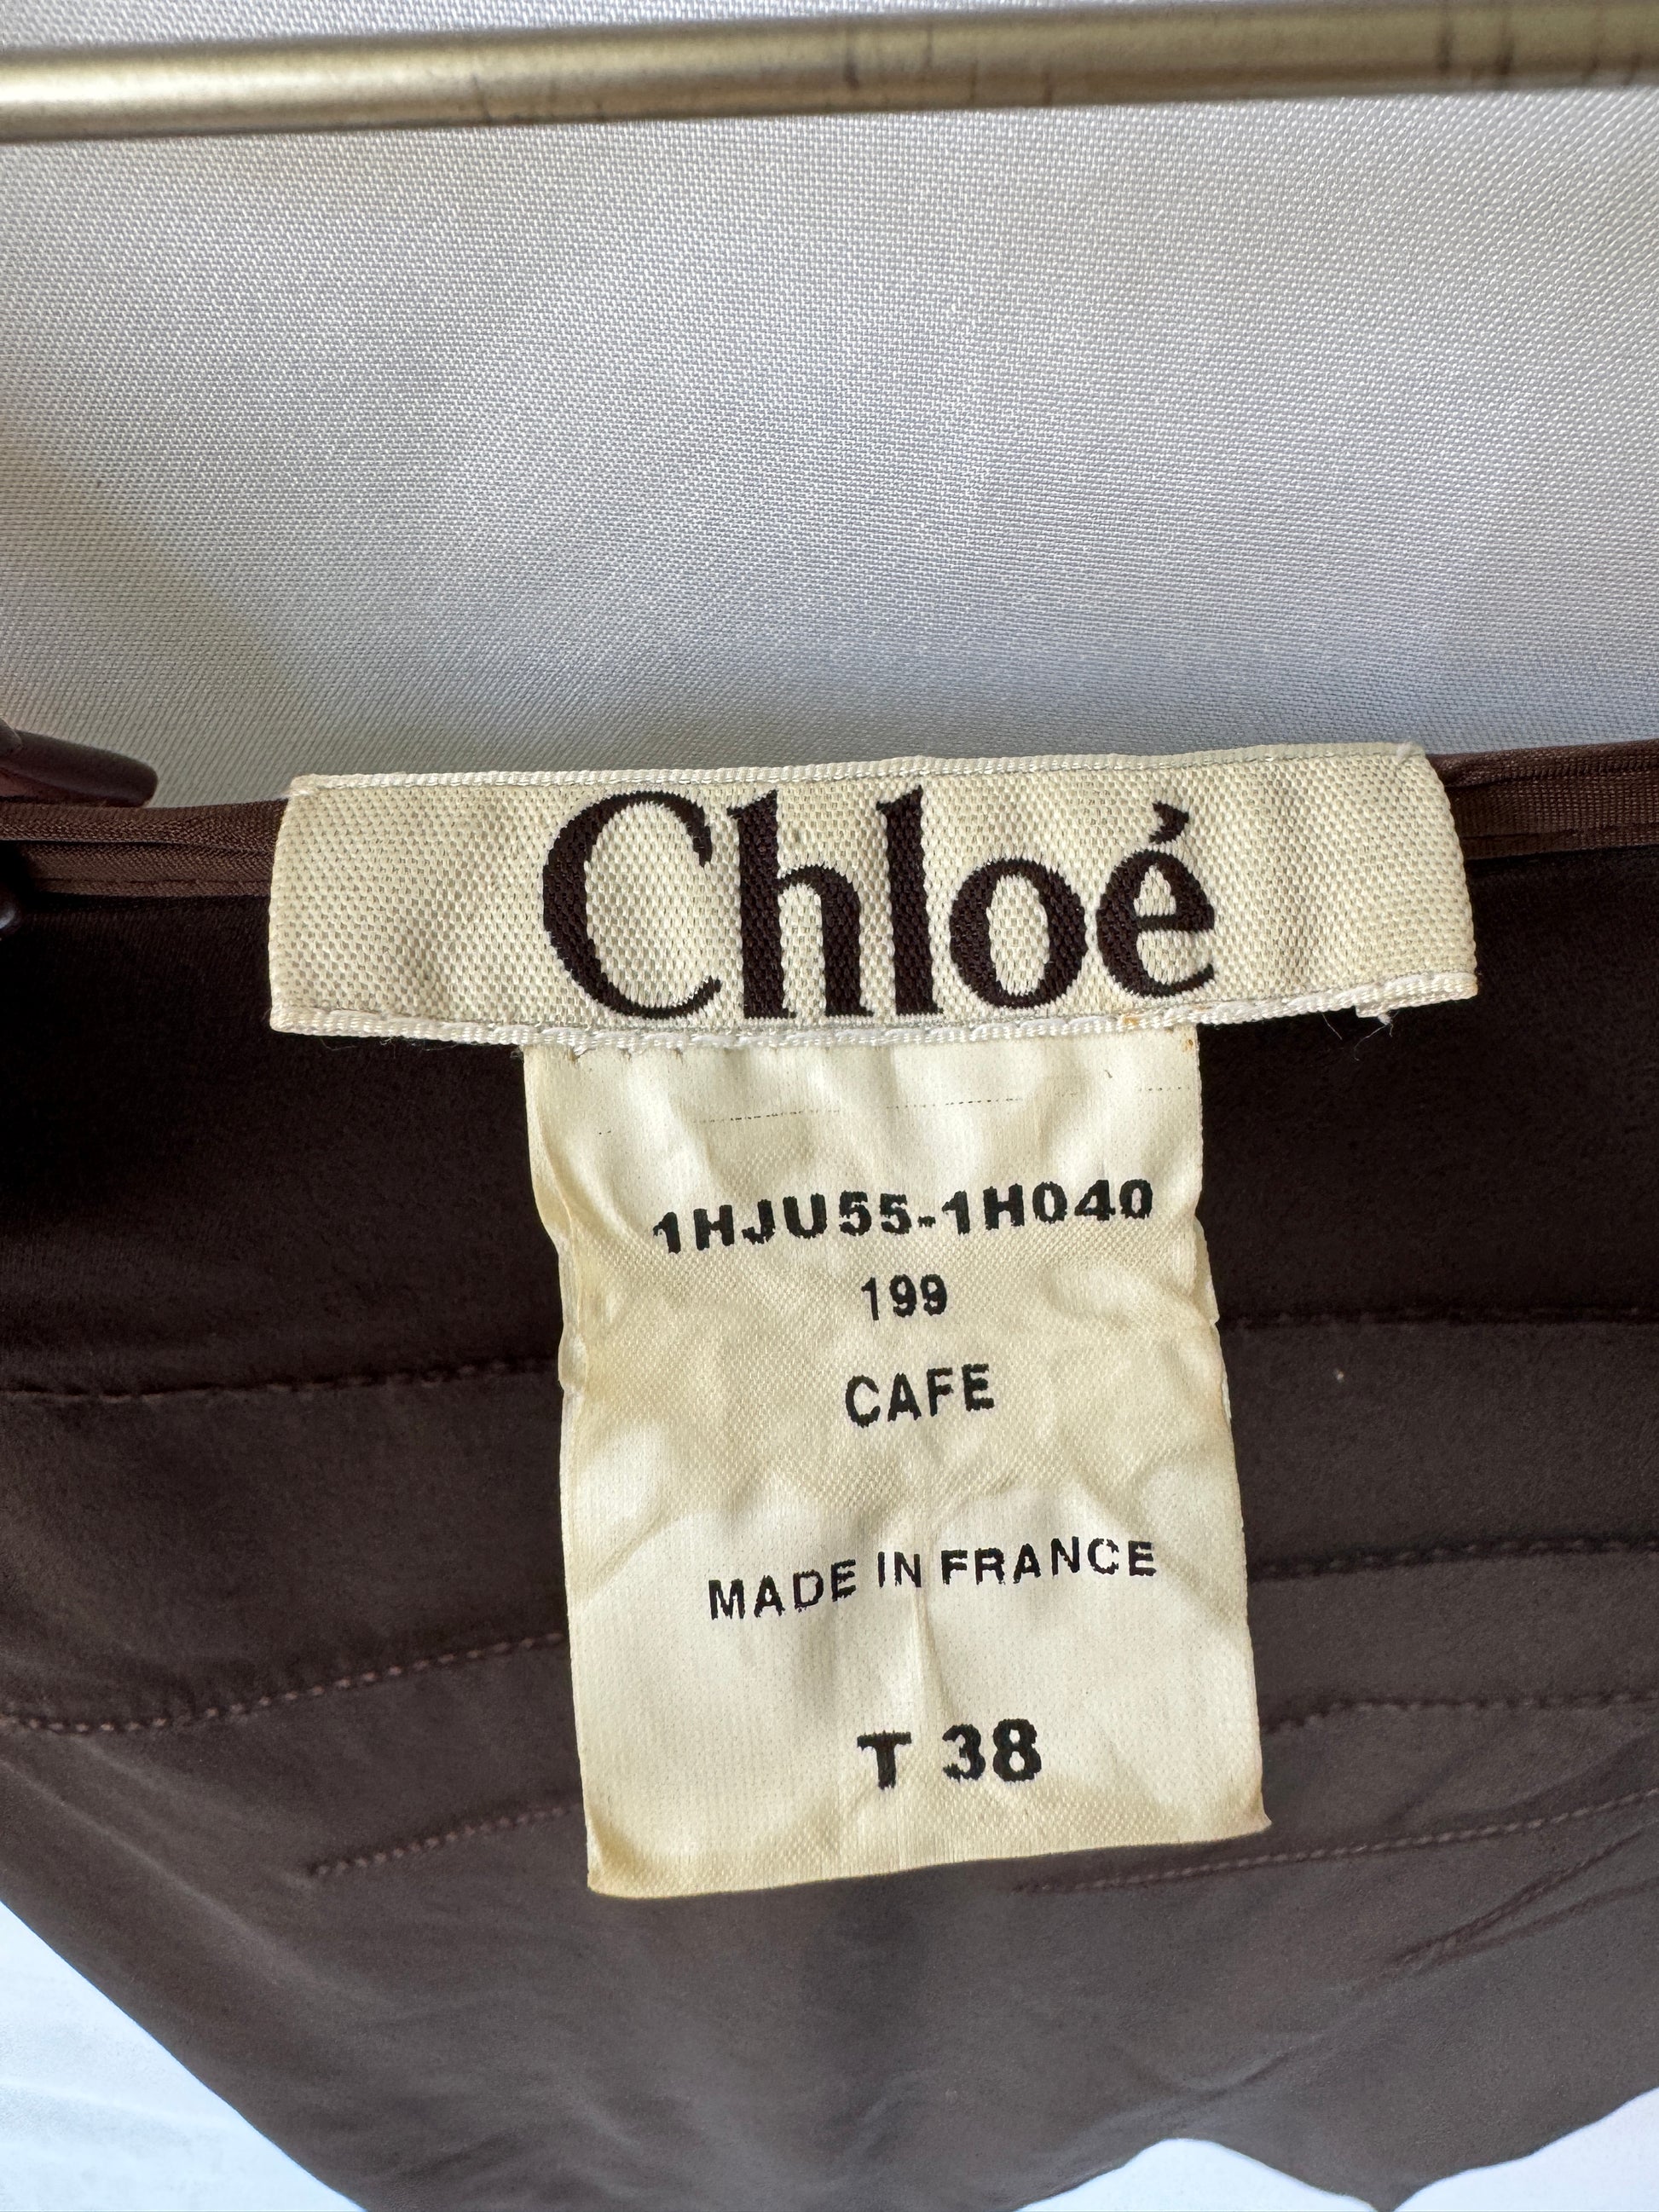 Chloé
1HJU55-1H040
199
CAFE
MADE IN FRANCE
T 38